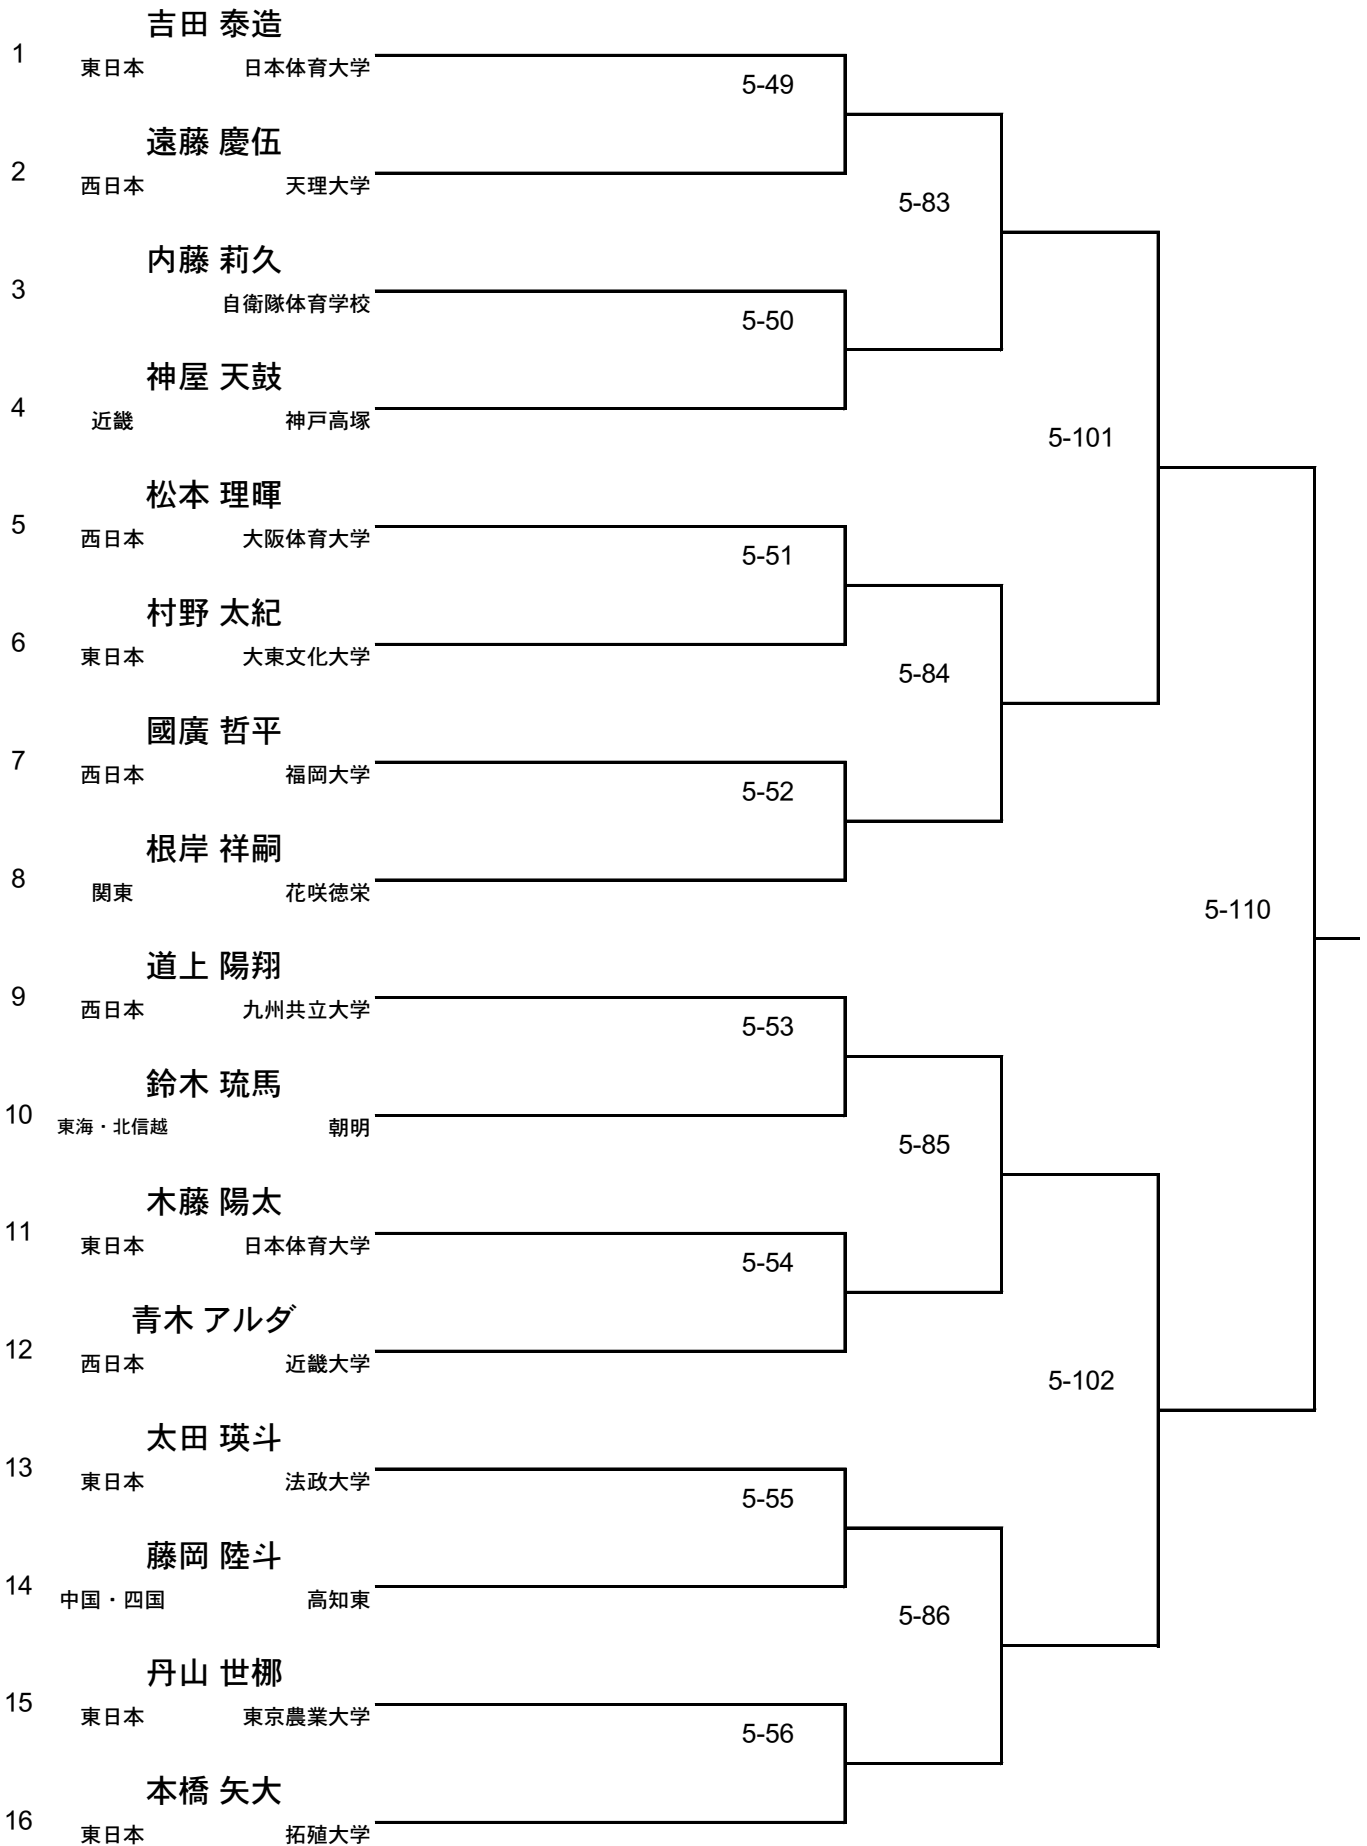 吉田 泰造
1
東日本 日本体育大学
5-49
遠藤 慶伍
2
西日本 天理大学
5-83
内藤 莉久
3
自衛隊体育学校
5-50
神屋 天鼓
4
近畿 神戸高塚
5-101
松本 理暉
5
西日本 大阪体育大学
5-51
村野 太紀
6
東日本 大東文化大学
5-84
國廣 哲平
7
西日本 福岡大学
5-52
根岸 祥嗣
8
関東 花咲徳栄
5-110
道上 陽翔
9
西日本 九州共立大学
5-53
鈴木 琉馬
10
東海・北信越 朝明
5-85
木藤 陽太
11
東日本 日本体育大学
5-54
青木 アルダ
12
西日本 近畿大学
5-102
太田 瑛斗
13
東日本 法政大学
5-55
藤岡 陸斗
14
中国・四国 高知東
5-86
丹山 世梛
15
東日本 東京農業大学
5-56
本橋 矢大
16
東日本 拓殖大学